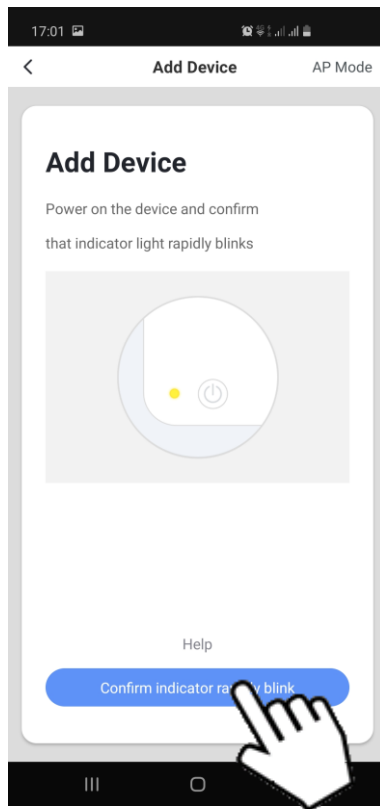 17:01
Add Device
AP Mode
Add Device
Power on the device and confirm
that indicator light rapidly blinks
Help
Confirm indicator rapidly blink